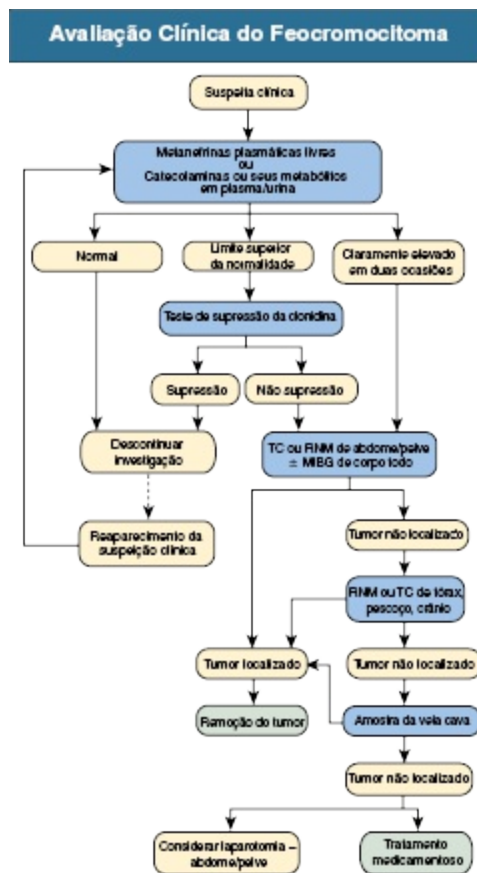 Avaliação Clínica do Feocromocitoma
Suspeita clínica
Metanefrinas plasmáticas livres
ou
Catecolaminas ou seus metabólitos
em plasma/urina
Normal
Limite superior
da normalidade
Claramente elevado
em duas ocasiões
Teste de supressão da clonidina
Supressão
Não supressão
Descontinuar
investigação
TC ou RNM de abdome/pelve
± MIBG de corpo todo
Reaparecimento da
suspeição clínica
Tumor não localizado
RNM ou TC de tórax,
pescoço, crânio
Tumor localizado
Tumor não localizado
Remoção do tumor
Amostra da veia cava
Tumor não localizado
Considerar laparotomia –
abdome/pelve
Tratamento
medicamentoso